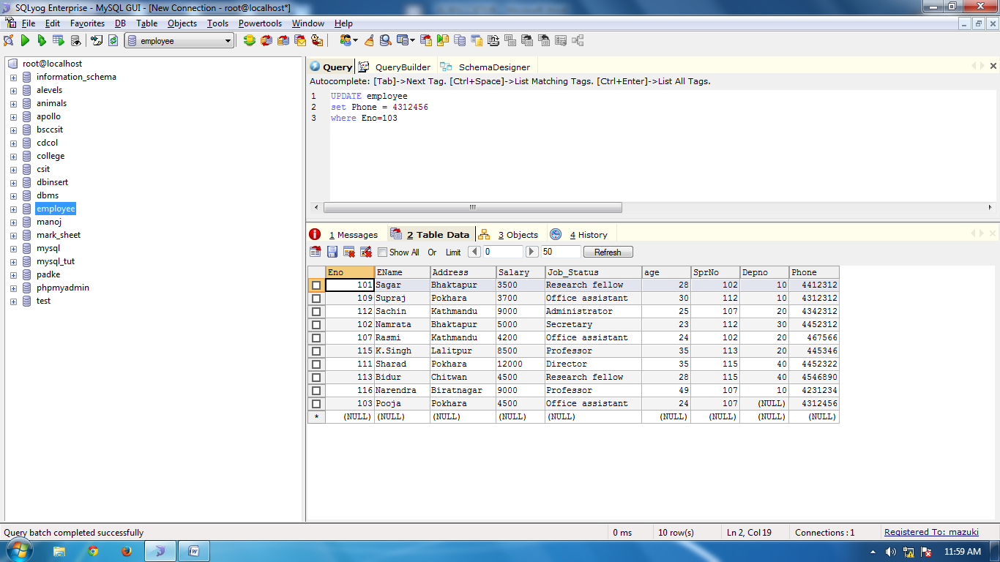 SQLyog Enterprise - MySQL GUI - [New Connection - root@localhost*]
File Edit Favorites DB Table Objects Tools Powertools Window Help
employee
root@localhost
information_schema
alevels
animals
apollo
bsccsit
cdcol
college
csit
dbinsert
dbms
employee
manoj
mark_sheet
mysql
mysql_tut
padke
phpmyadmin
test
Query QueryBuilder SchemaDesigner
Autocomplete: [Tab]->Next Tag. [Ctrl+Space]->List Matching Tags. [Ctrl+Enter]->List All Tags.
1 UPDATE employee
2 set Phone = 4312456
3 where Eno=103
1 Messages 2 Table Data 3 Objects 4 History
Show All Or Limit 0 50 Refresh
Eno EName Address Salary Job_Status age SprNo Depno Phone
101 Sagar Bhaktapur 3500 Research fellow 28 102 10 4412312
109 Supraj Pokhara 3700 Office assistant 30 112 10 4312312
112 Sachin Kathmandu 9000 Administrator 25 107 20 4342312
102 Namrata Bhaktapur 5000 Secretary 23 112 30 4452312
107 Rasmi Kathmandu 4200 Office assistant 24 102 20 467566
115 K.Singh Lalitpur 8500 Professor 35 113 20 445346
111 Sharad Pokhara 12000 Director 35 115 40 4452322
113 Bidur Chitwan 4500 Research fellow 28 115 40 4546890
116 Narendra Biratnagar 9000 Professor 49 107 10 4231234
103 Pooja Pokhara 4500 Office assistant 24 107 (NULL) 4312456
* (NULL) (NULL) (NULL) (NULL) (NULL) (NULL) (NULL) (NULL) (NULL)
Query batch completed successfully 0 ms 10 row(s) Ln 2, Col 19 Connections : 1 Registered To: mazuki
11:59 AM